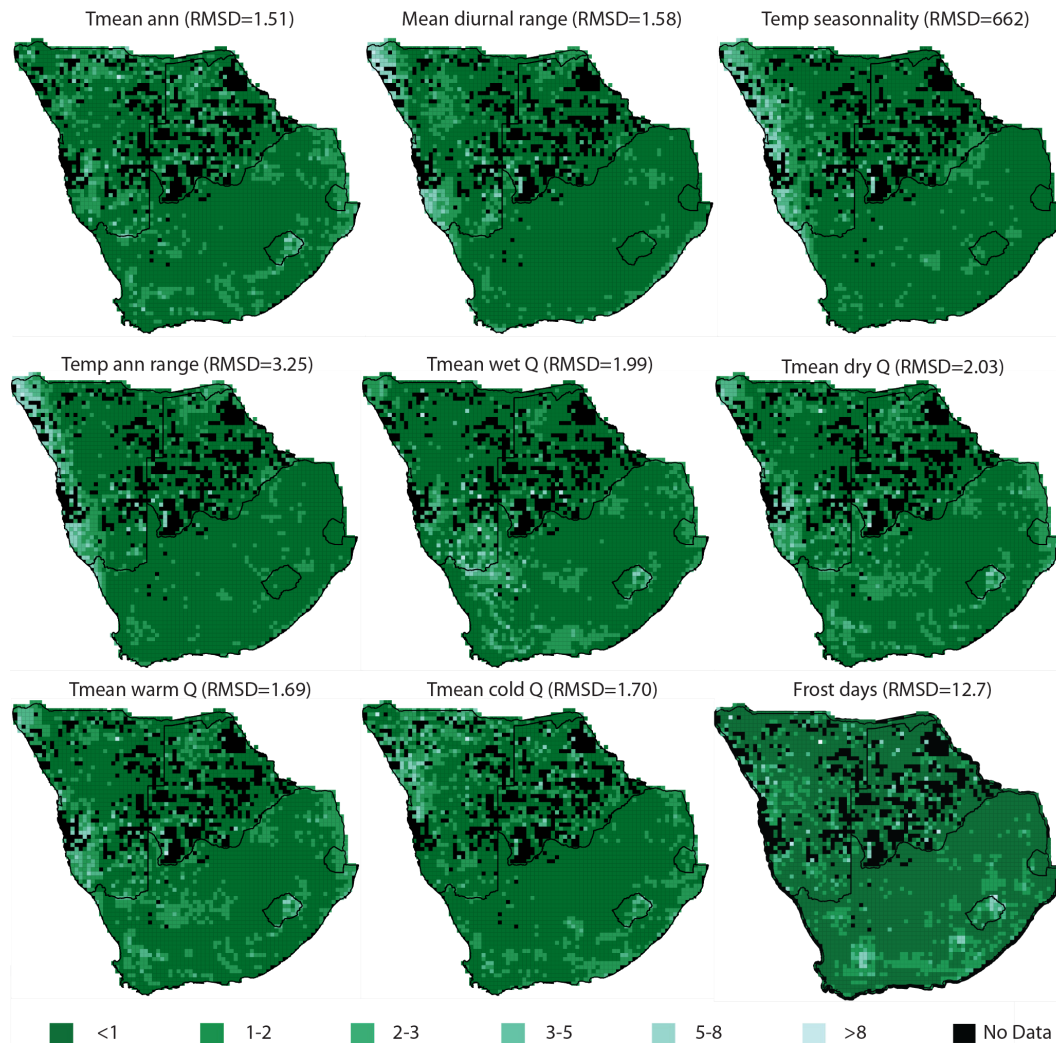 Tmean ann (RMSD=1.51)
Mean diurnal range (RMSD=1.58)
Temp seasonnality (RMSD=662)
Temp ann range (RMSD=3.25)
Tmean wet Q (RMSD=1.99)
Tmean dry Q (RMSD=2.03)
Tmean warm Q (RMSD=1.69)
Tmean cold Q (RMSD=1.70)
Frost days (RMSD=12.7)
<1 1-2 2-3 3-5 5-8 >8 No Data